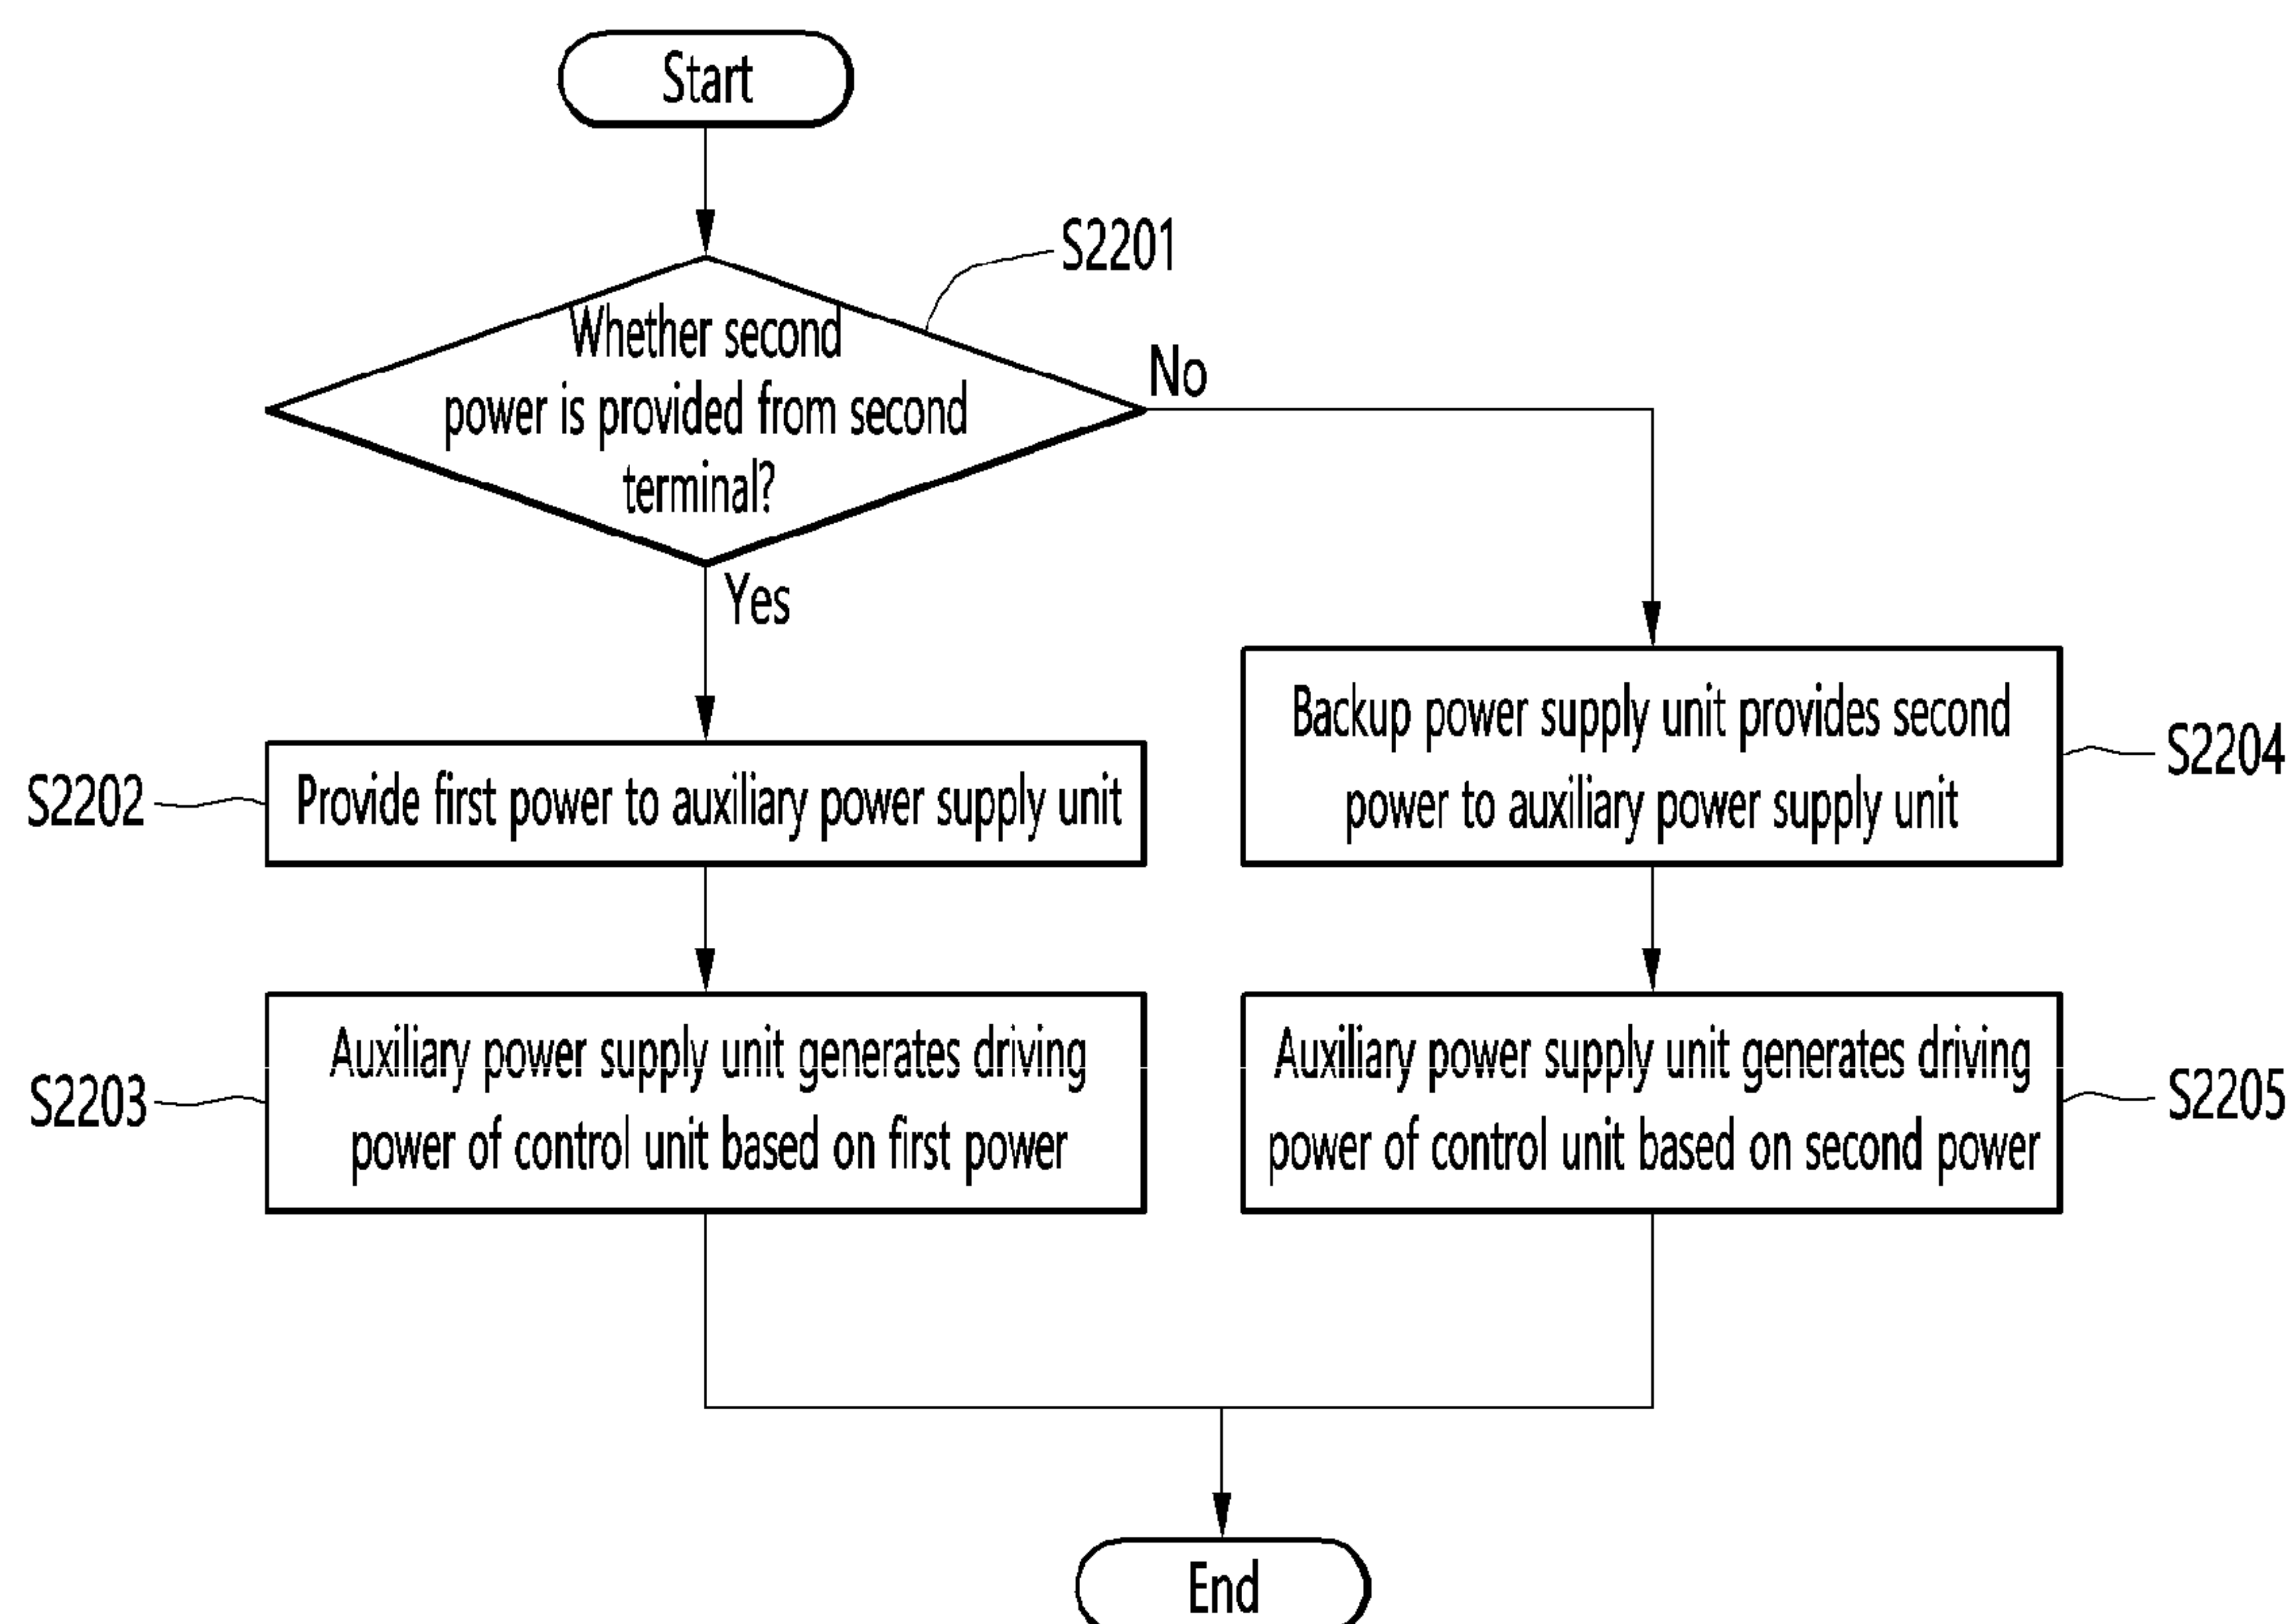 Start
S2201
Whether second
power is provided from second
terminal?
No
Yes
S2202
Provide first power to auxiliary power supply unit
Backup power supply unit provides second
power to auxiliary power supply unit
S2204
S2203
Auxiliary power supply unit generates driving
power of control unit based on first power
Auxiliary power supply unit generates driving
power of control unit based on second power
S2205
End